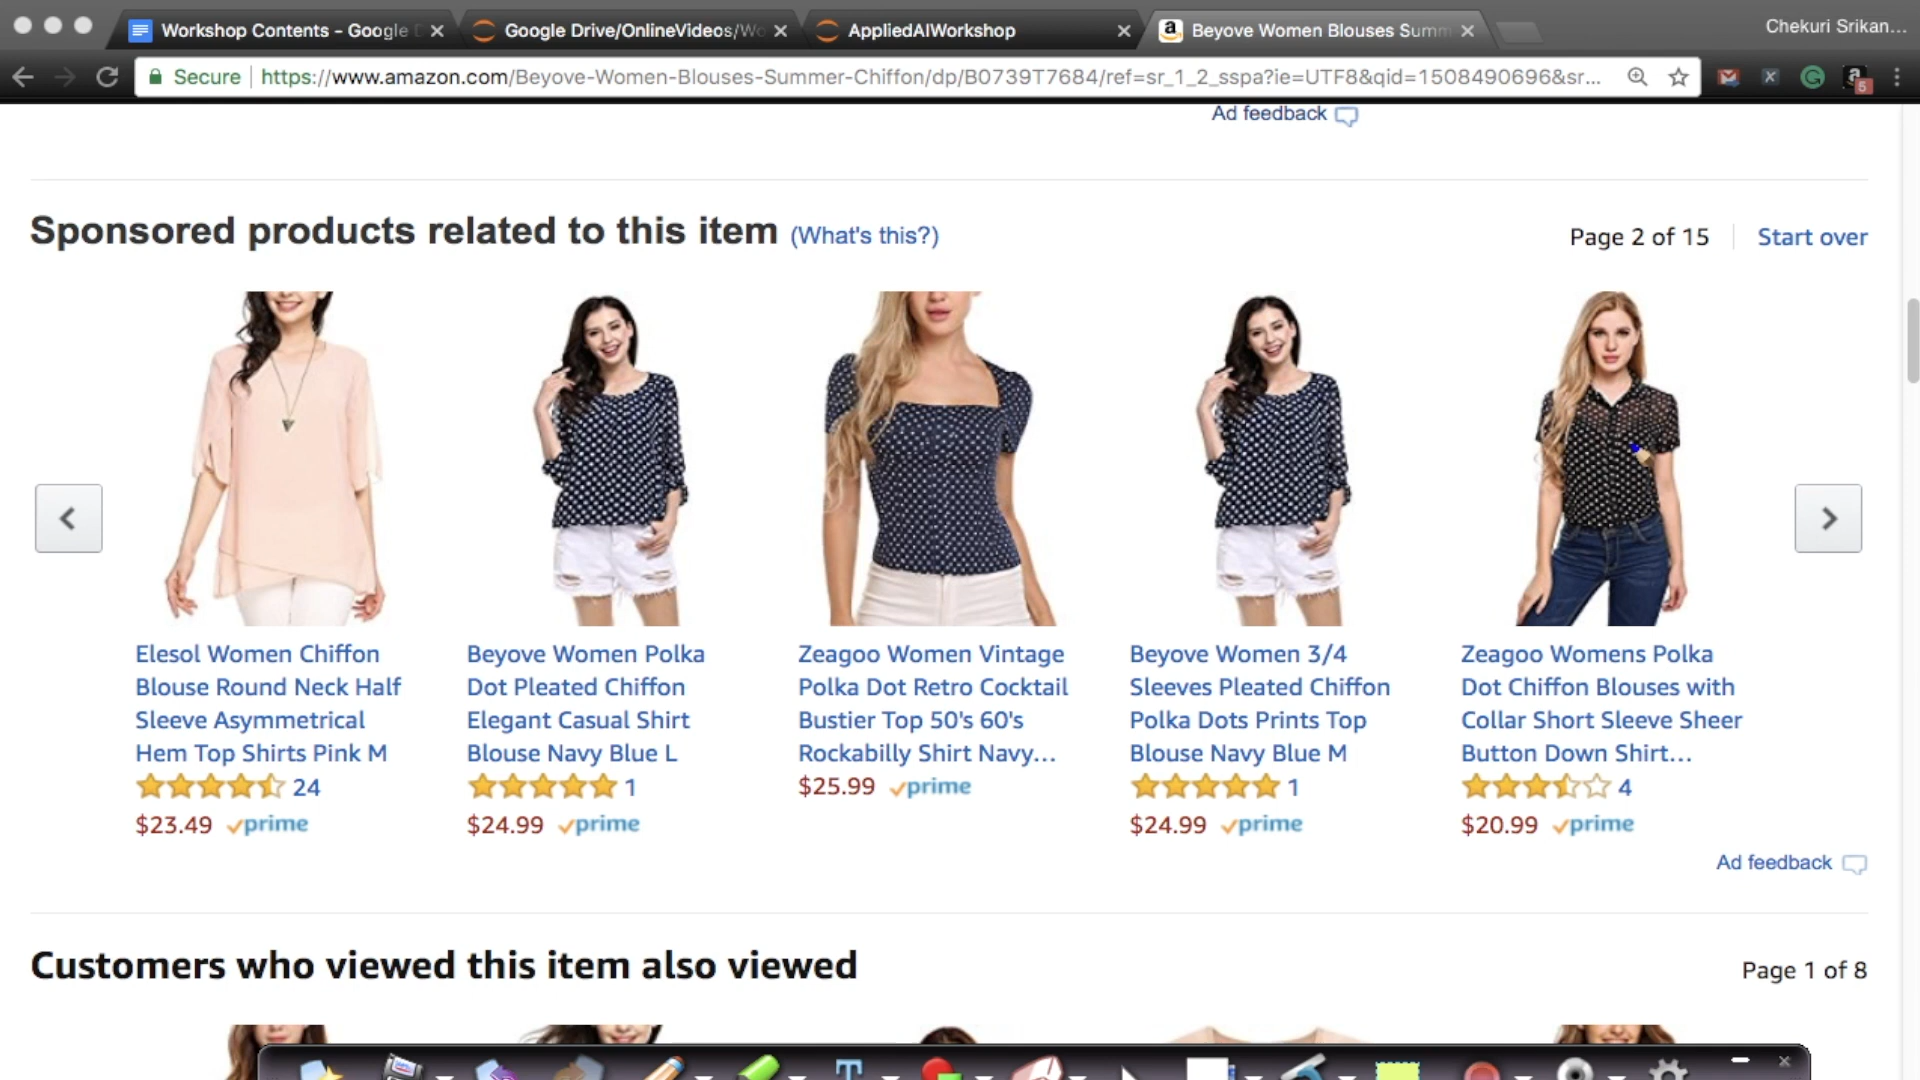 Workshop Contents - Google D
Google Drive/OnlineVideos/Wo
AppliedAIWorkshop
Beyove Women Blouses Summ
Chekuri Srikan...
Secure https://www.amazon.com/Beyove-Women-Blouses-Summer-Chiffon/dp/B0739T7684/ref=sr_1_2_sspa?ie=UTF8&qid=1508490696&sr...
5
Ad feedback
Sponsored products related to this item (What's this?)
Page 2 of 15 Start over
Elesol Women Chiffon
Blouse Round Neck Half
Sleeve Asymmetrical
Hem Top Shirts Pink M
24
$23.49 prime
Beyove Women Polka
Dot Pleated Chiffon
Elegant Casual Shirt
Blouse Navy Blue L
1
$24.99 prime
Zeagoo Women Vintage
Polka Dot Retro Cocktail
Bustier Top 50's 60's
Rockabilly Shirt Navy...
$25.99 prime
Beyove Women 3/4
Sleeves Pleated Chiffon
Polka Dots Prints Top
Blouse Navy Blue M
1
$24.99 prime
Zeagoo Womens Polka
Dot Chiffon Blouses with
Collar Short Sleeve Sheer
Button Down Shirt...
4
$20.99 prime
Ad feedback
Customers who viewed this item also viewed
Page 1 of 8